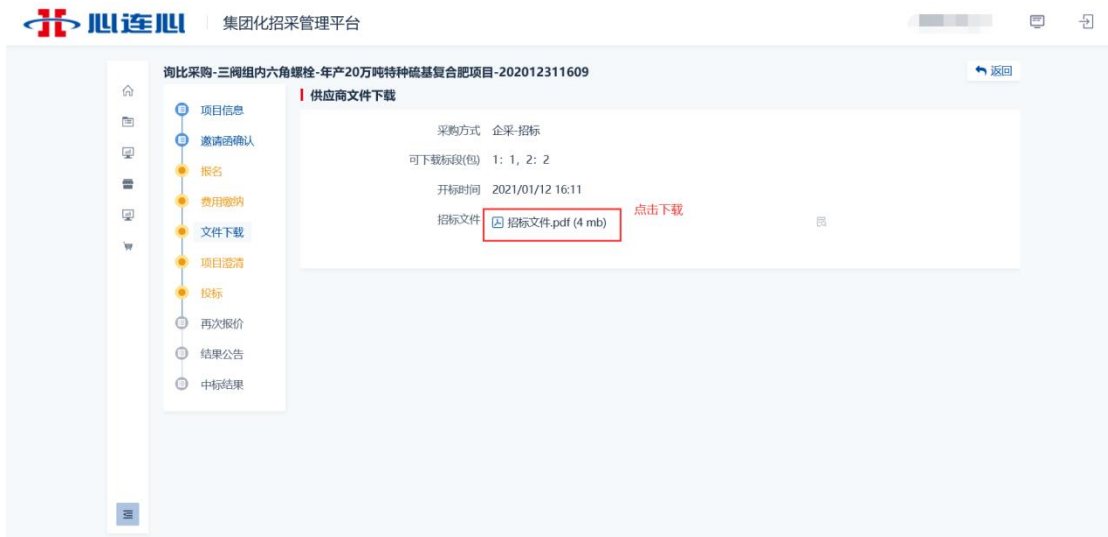 心连心 集团化招采管理平台
询比采购-三阀组内六角螺栓-年产20万吨特种硫基复合肥项目-202012311609
返回
项目信息
邀请函确认
报名
费用缴纳
文件下载
项目澄清
投标
再次报价
结果公告
中标结果
供应商文件下载
采购方式 企采-招标
可下载标段(包) 1: 1, 2: 2
开标时间 2021/01/12 16:11
招标文件 招标文件.pdf (4 mb)
点击下载